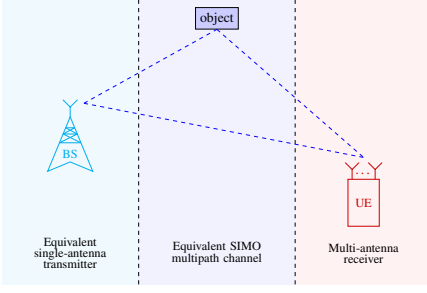 object
BS
...
UE
Equivalent
single-antenna
transmitter
Equivalent SIMO
multipath channel
Multi-antenna
receiver